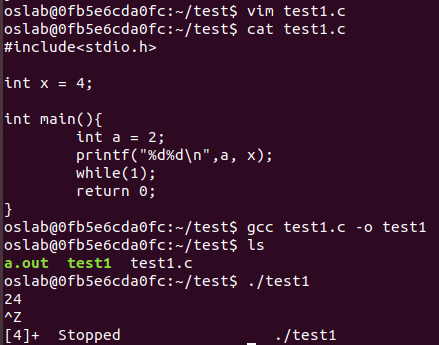 oslab@0fb5e6cda0fc:~/test$ vim test1.c
oslab@0fb5e6cda0fc:~/test$ cat test1.c
#include<stdio.h>

int x = 4;

int main(){
        int a = 2;
        printf("%d%d\n",a, x);
        while(1);
        return 0;
}
oslab@0fb5e6cda0fc:~/test$ gcc test1.c -o test1
oslab@0fb5e6cda0fc:~/test$ ls
a.out  test1  test1.c
oslab@0fb5e6cda0fc:~/test$ ./test1
24
^Z
[4]+  Stopped                 ./test1